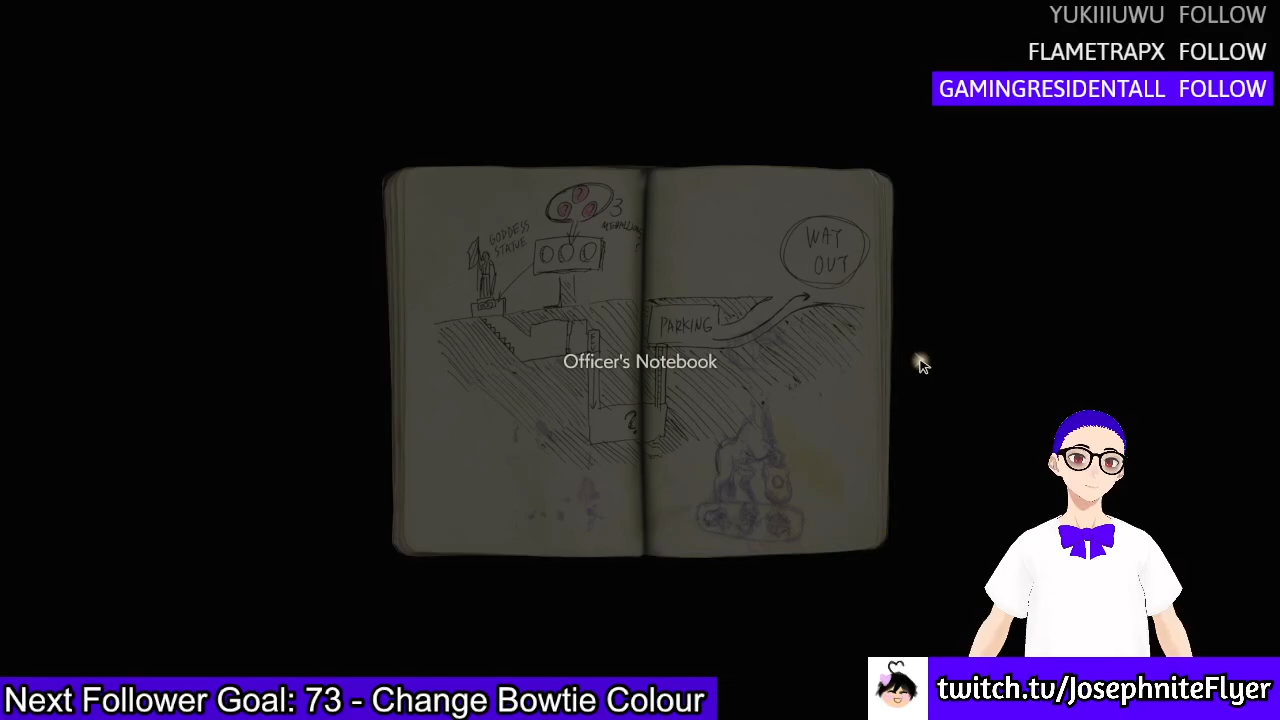 YUKIIIUWU FOLLOW
FLAMETRAPX FOLLOW
GAMINGRESIDENTALL FOLLOW
3
GODDESS
STATUE
WAY
OUT
PARKING
Officer's Notebook
?
twitch.tv/JosephniteFlyer
Next Follower Goal: 73 - Change Bowtie Colour